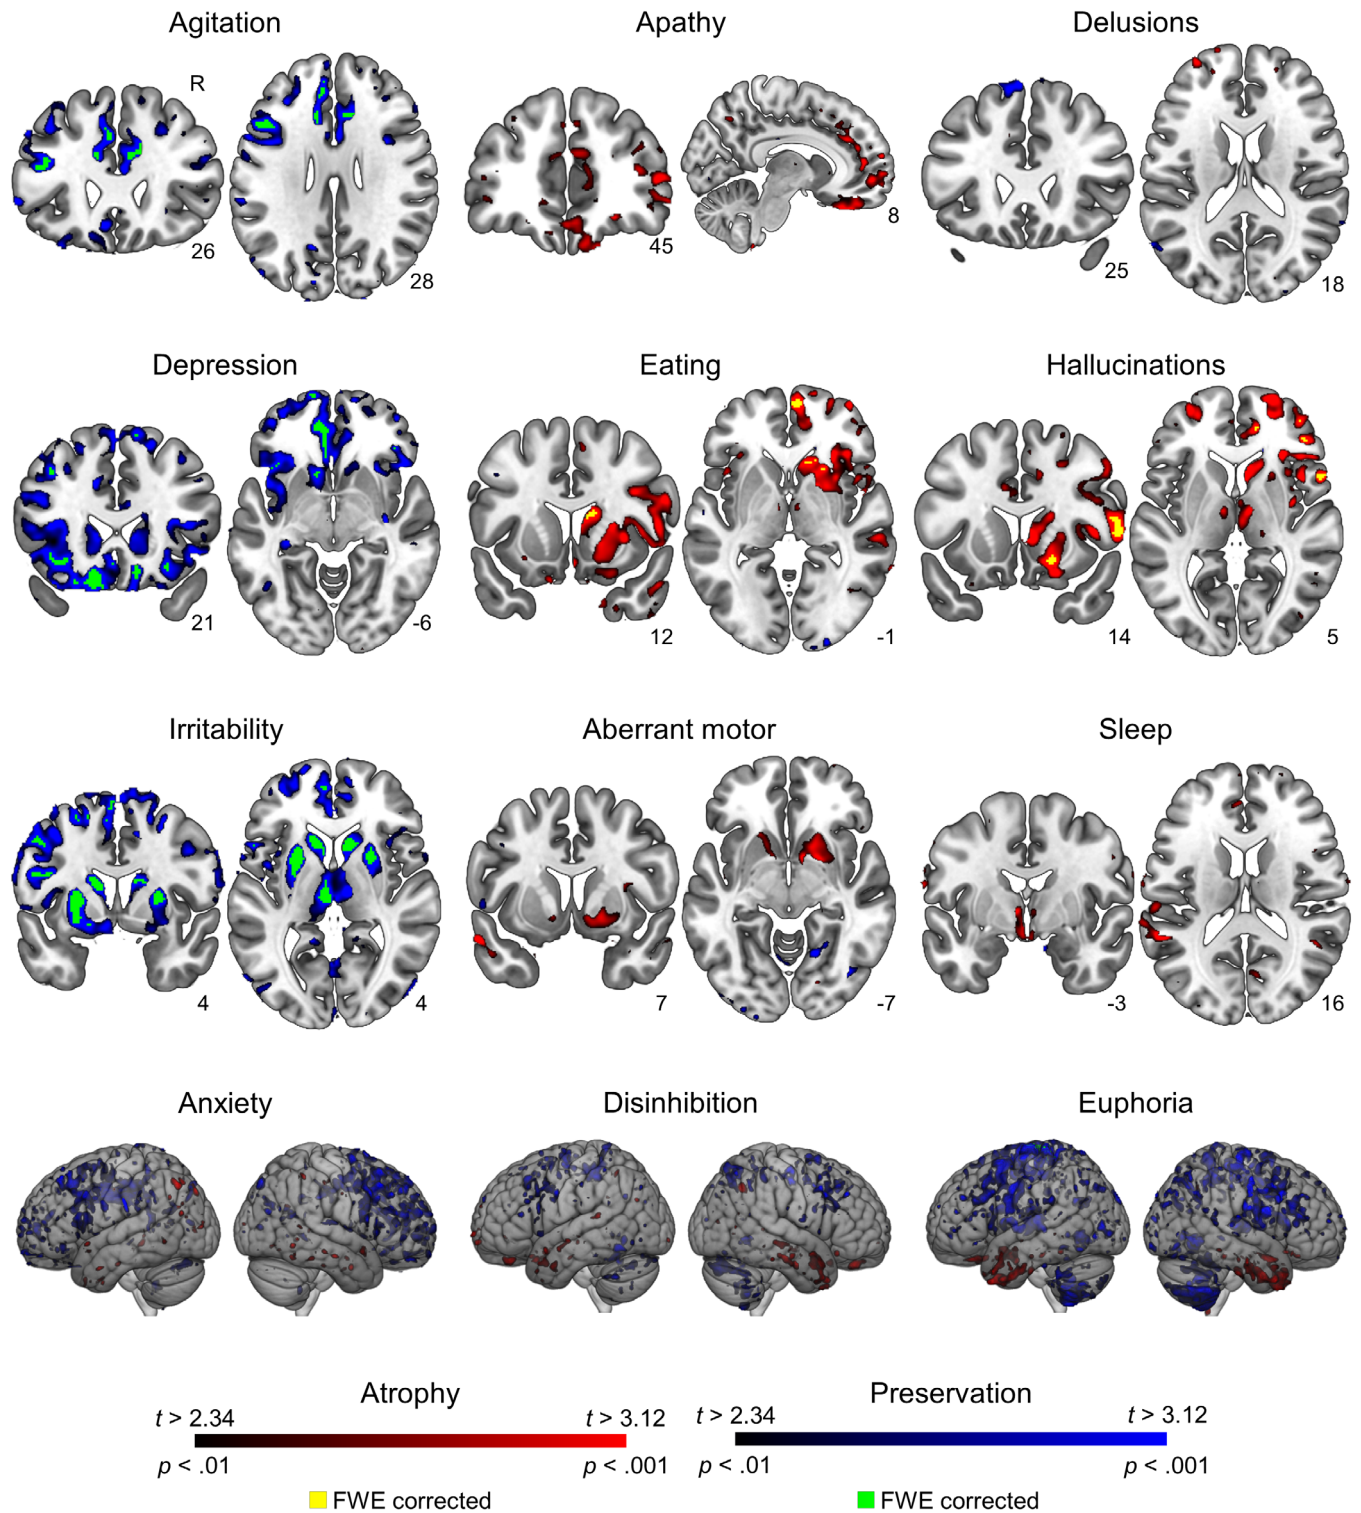 Agitation
Apathy
Delusions
R
26
28
45
8
25
18
Depression
Eating
Hallucinations
21
-6
12
-1
14
5
Irritability
Aberrant motor
Sleep
4
4
7
-7
-3
16
Anxiety
Disinhibition
Euphoria
Atrophy
Preservation
t > 2.34
t > 3.12
t > 2.34
t > 3.12
p < .01
p < .001
p < .01
p < .001
FWE corrected
FWE corrected